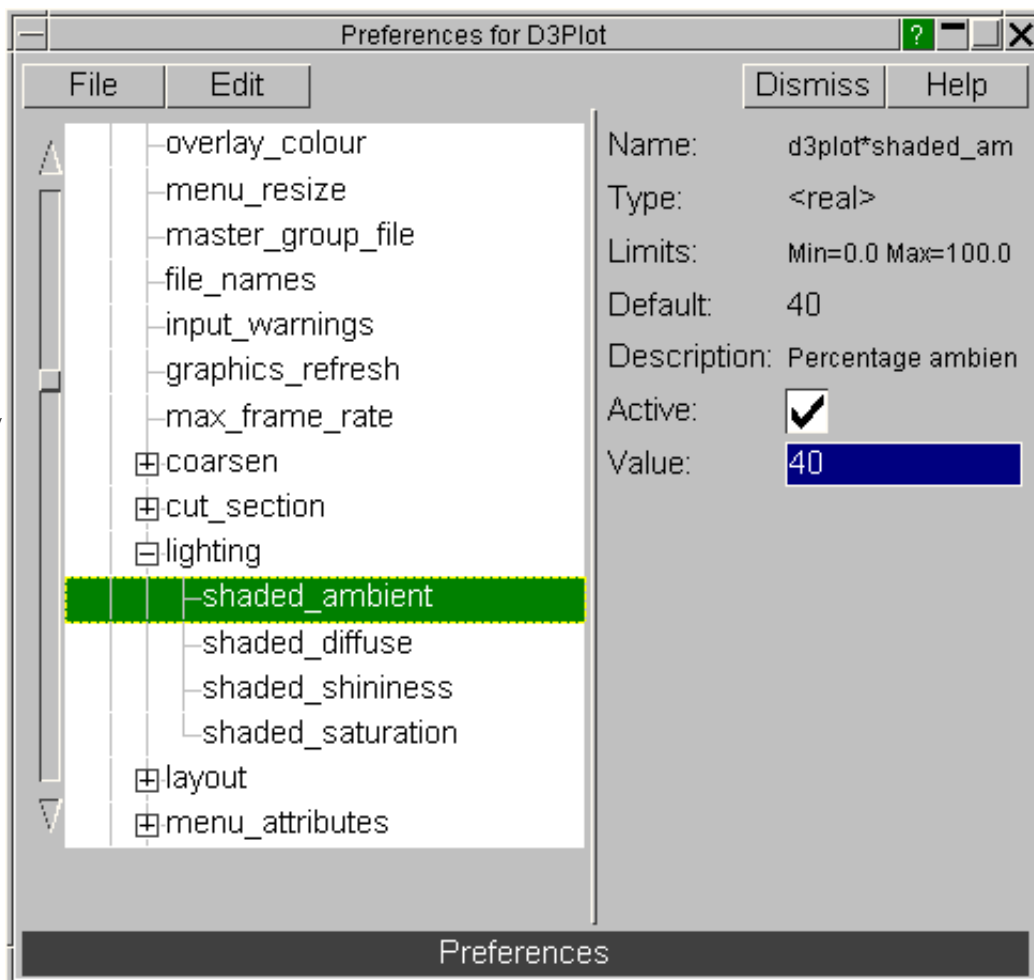 Preferences for D3Plot
?
File Edit Dismiss Help
overlay_colour
menu_resize
master_group_file
file_names
input_warnings
graphics_refresh
max_frame_rate
coarsen
cut_section
lighting
shaded_ambient
shaded_diffuse
shaded_shininess
shaded_saturation
layout
menu_attributes
Name: d3plot*shaded_am
Type: <real>
Limits: Min=0.0 Max=100.0
Default: 40
Description: Percentage ambien
Active:
Value: 40
Preferences